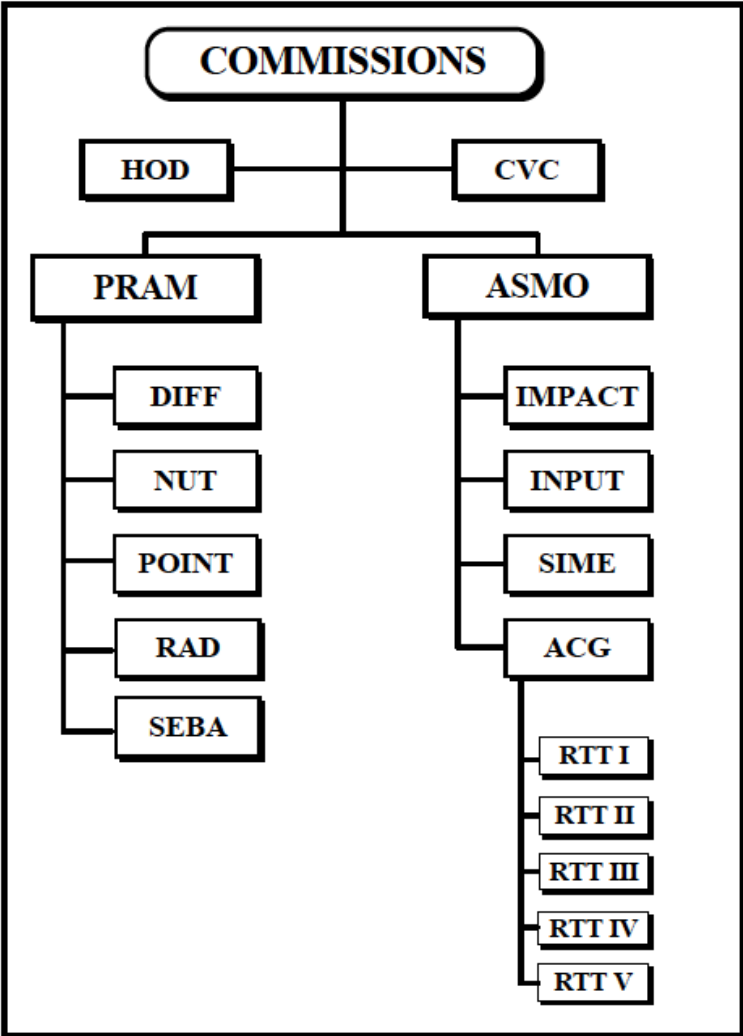 COMMISSIONS
HOD
CVC
PRAM
ASMO
DIFF
NUT
POINT
RAD
SEBA
IMPACT
INPUT
SIME
ACG
RTT I
RTT II
RTT III
RTT IV
RTT V